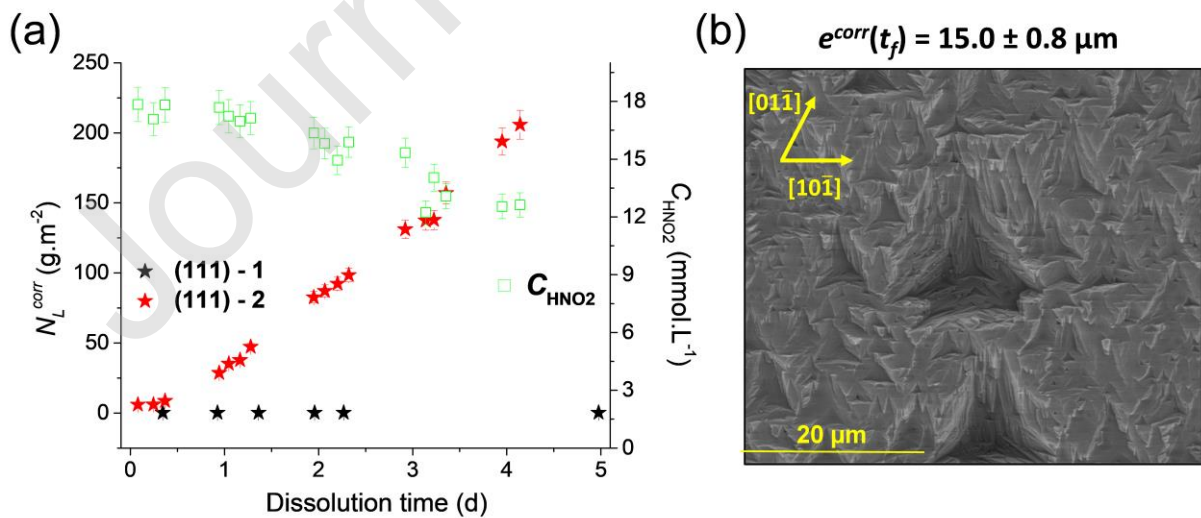 (a)
Journ
250
200
150
100
50
0
N_L^corr (g.m⁻²)
★ (111) - 1
★ (111) - 2
□ C_HNO2
18
15
12
9
6
3
0
C_HNO2 (mmol.L⁻¹)
0 1 2 3 4 5
Dissolution time (d)
(b)
e^corr(t_f) = 15.0 ± 0.8 µm
[011̅]
[101̅]
20 µm